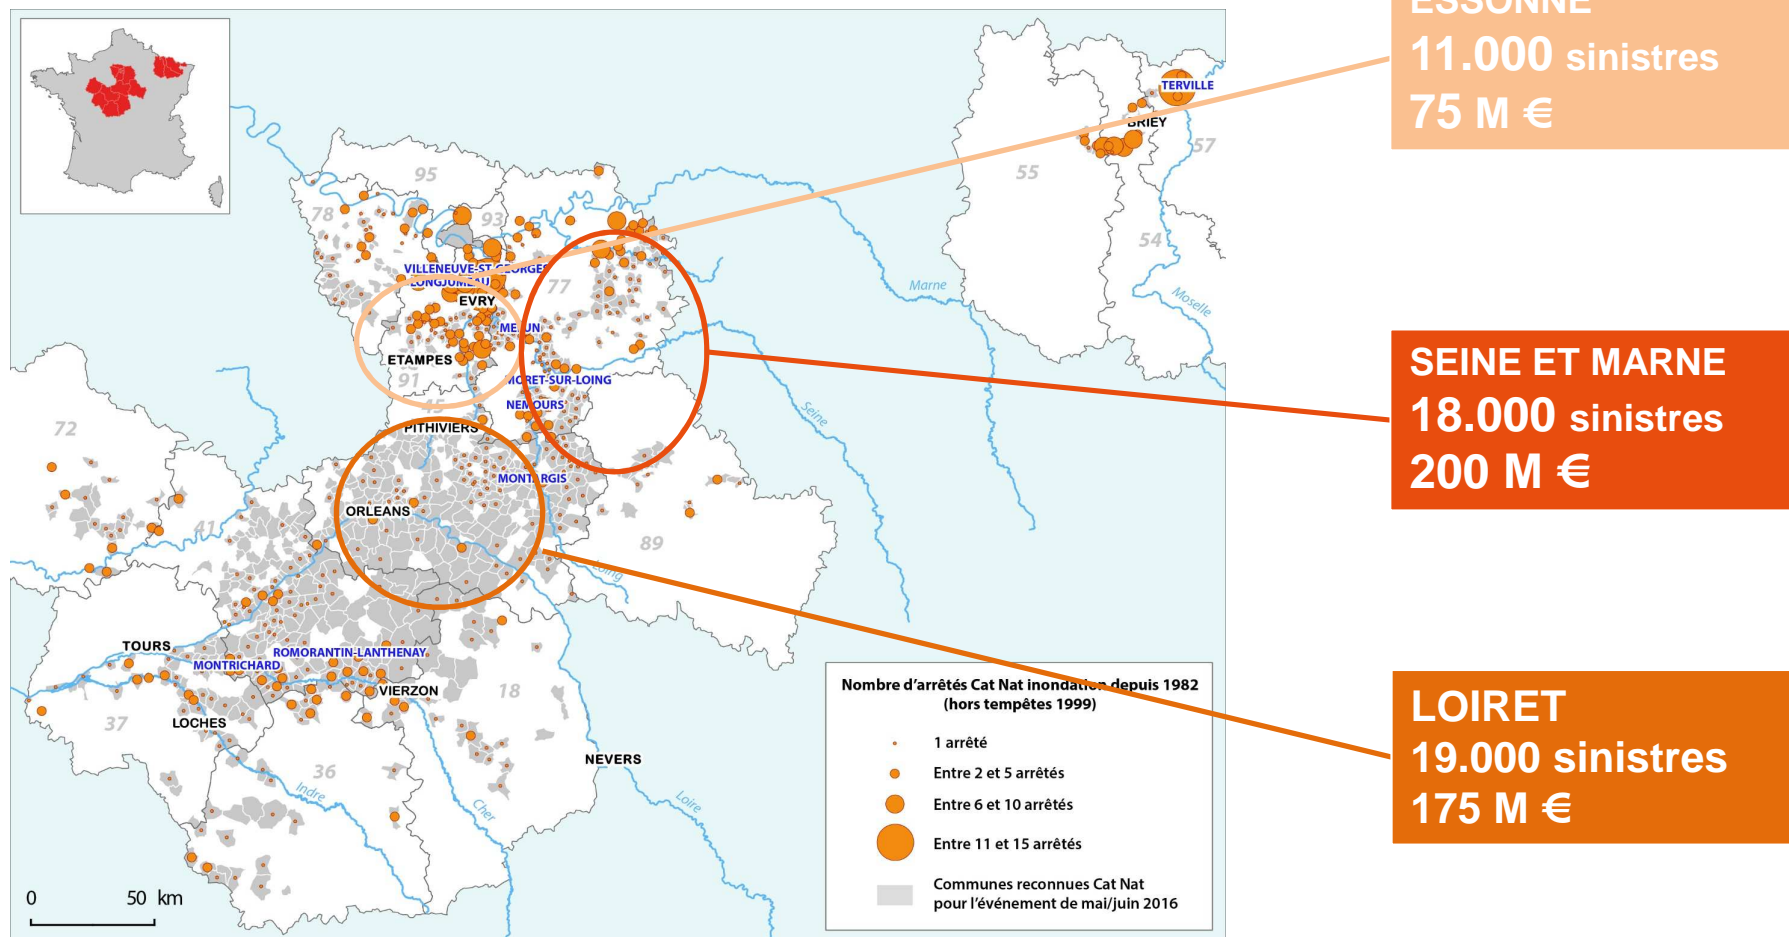 ESSONNE
11.000 sinistres
75 M €
TERVILLE
BRIEY
57
55
54
95
78
93
VILLENEUVE-ST-GEORGES
LONGJUMEAU
77
EVRY
Marne
Moselle
MELUN
ETAMPES
91
MORET-SUR-LOING
SEINE ET MARNE
18.000 sinistres
200 M €
45
NEMOURS
Seine
PITHIVIERS
72
MONTARGIS
ORLEANS
41
89
Loing
TOURS
ROMORANTIN-LANTHENAY
MONTRICHARD
VIERZON
18
37
LOCHES
NEVERS
36
Indre
Cher
Loire
LOIRET
19.000 sinistres
175 M €
Nombre d'arrêtés Cat Nat inondation depuis 1982
(hors tempêtes 1999)
1 arrêté
Entre 2 et 5 arrêtés
Entre 6 et 10 arrêtés
Entre 11 et 15 arrêtés
Communes reconnues Cat Nat
pour l'événement de mai/juin 2016
0 50 km